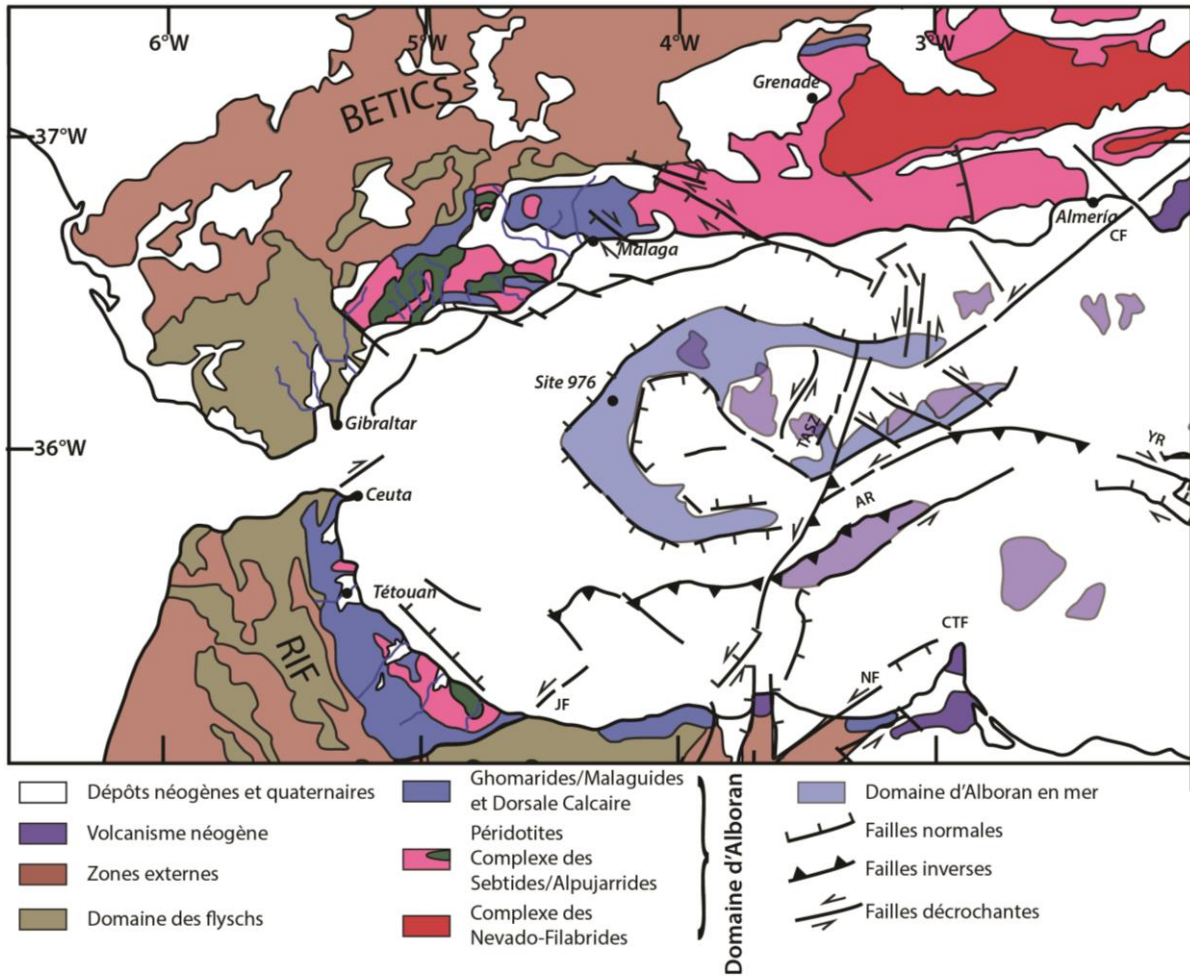 6°W
5°W
4°W
3°W
Grenade
BETICS
37°W
Almería
CF
Malaga
Site 976
Gibraltar
TASZ
36°W
YR
Ceuta
AR
Tétouan
CTF
RIF
NF
JF
Dépôts néogènes et quaternaires
Volcanisme néogène
Zones externes
Domaine des flyschs
Ghomarides/Malaguides
et Dorsale Calcaire
Péridotites
Complexe des
Sebtides/Alpujarrides
Complexe des
Nevado-Filabrides
Domaine d'Alboran
Domaine d'Alboran en mer
Failles normales
Failles inverses
Failles décrochantes